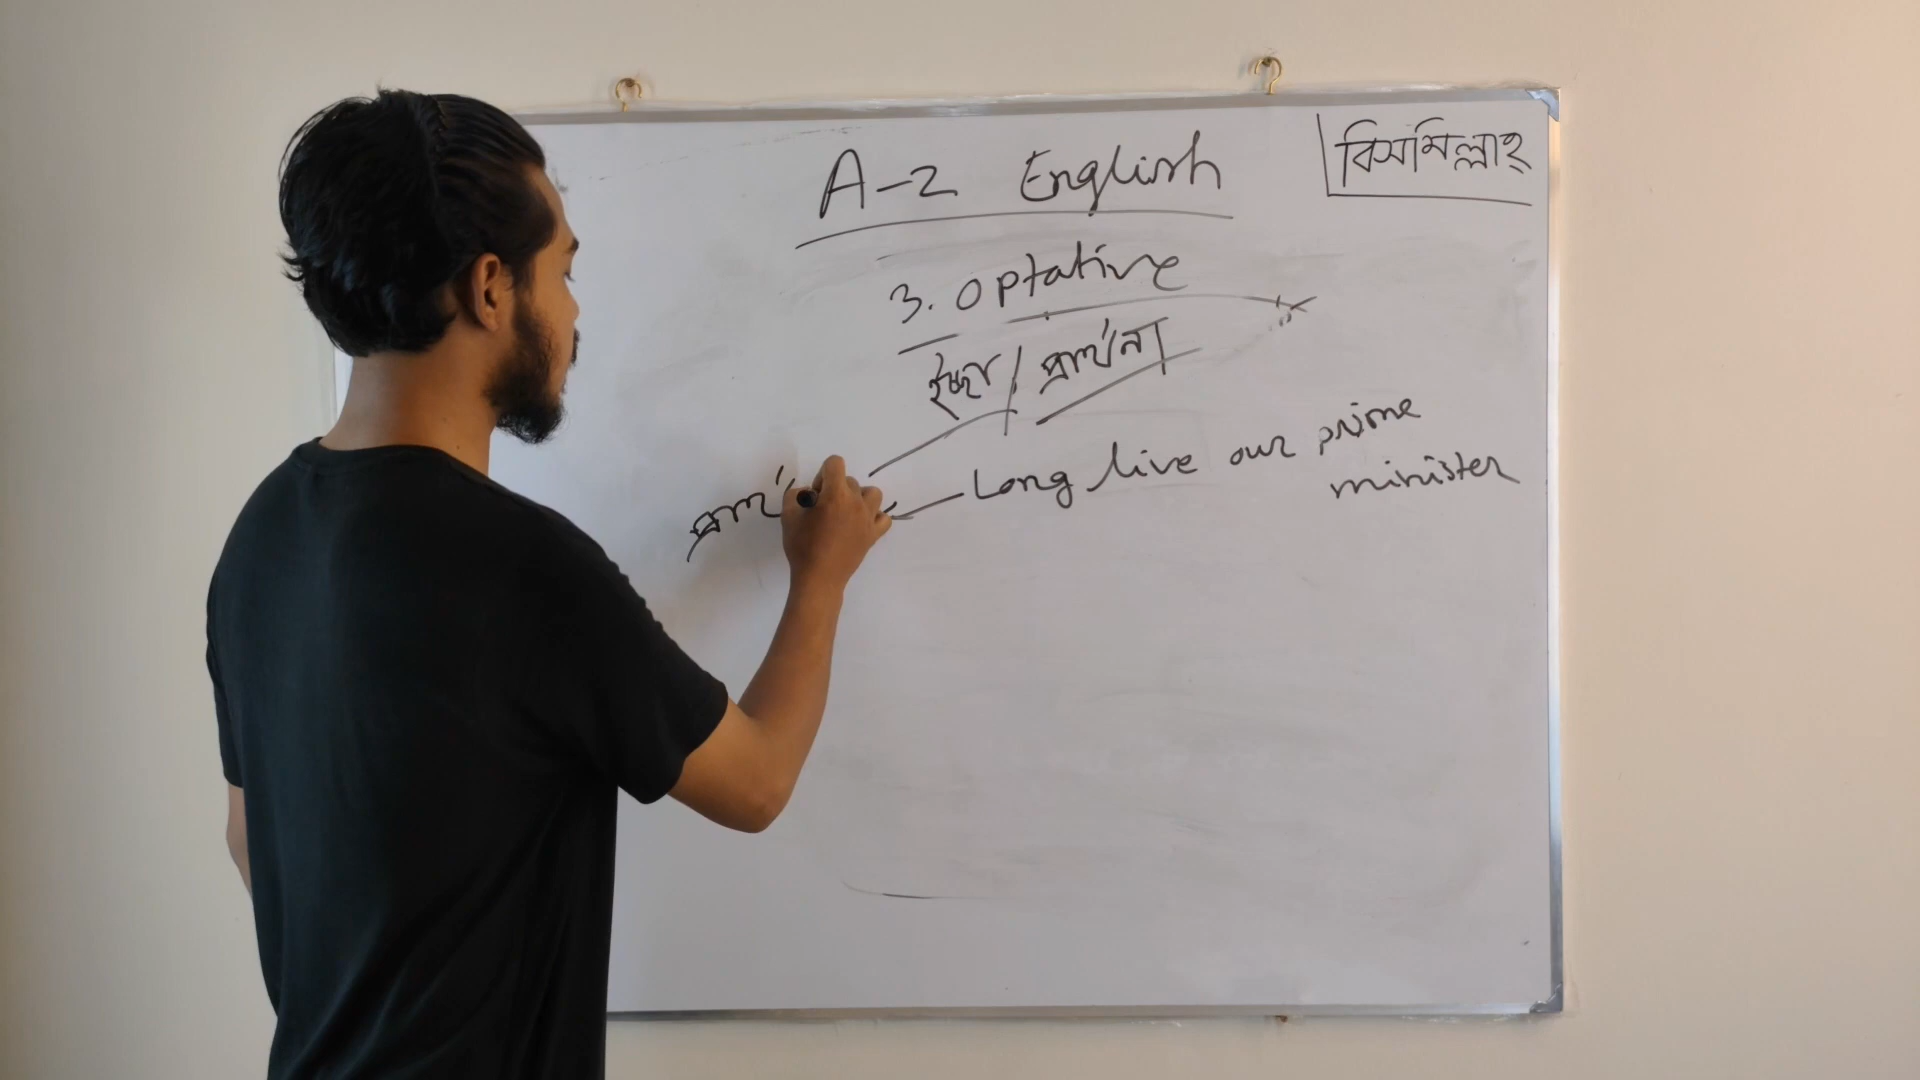 A-Z English
বিসমিল্লাহ
3. Optative
ইচ্ছা / প্রার্থনা
Long live our prime
minister